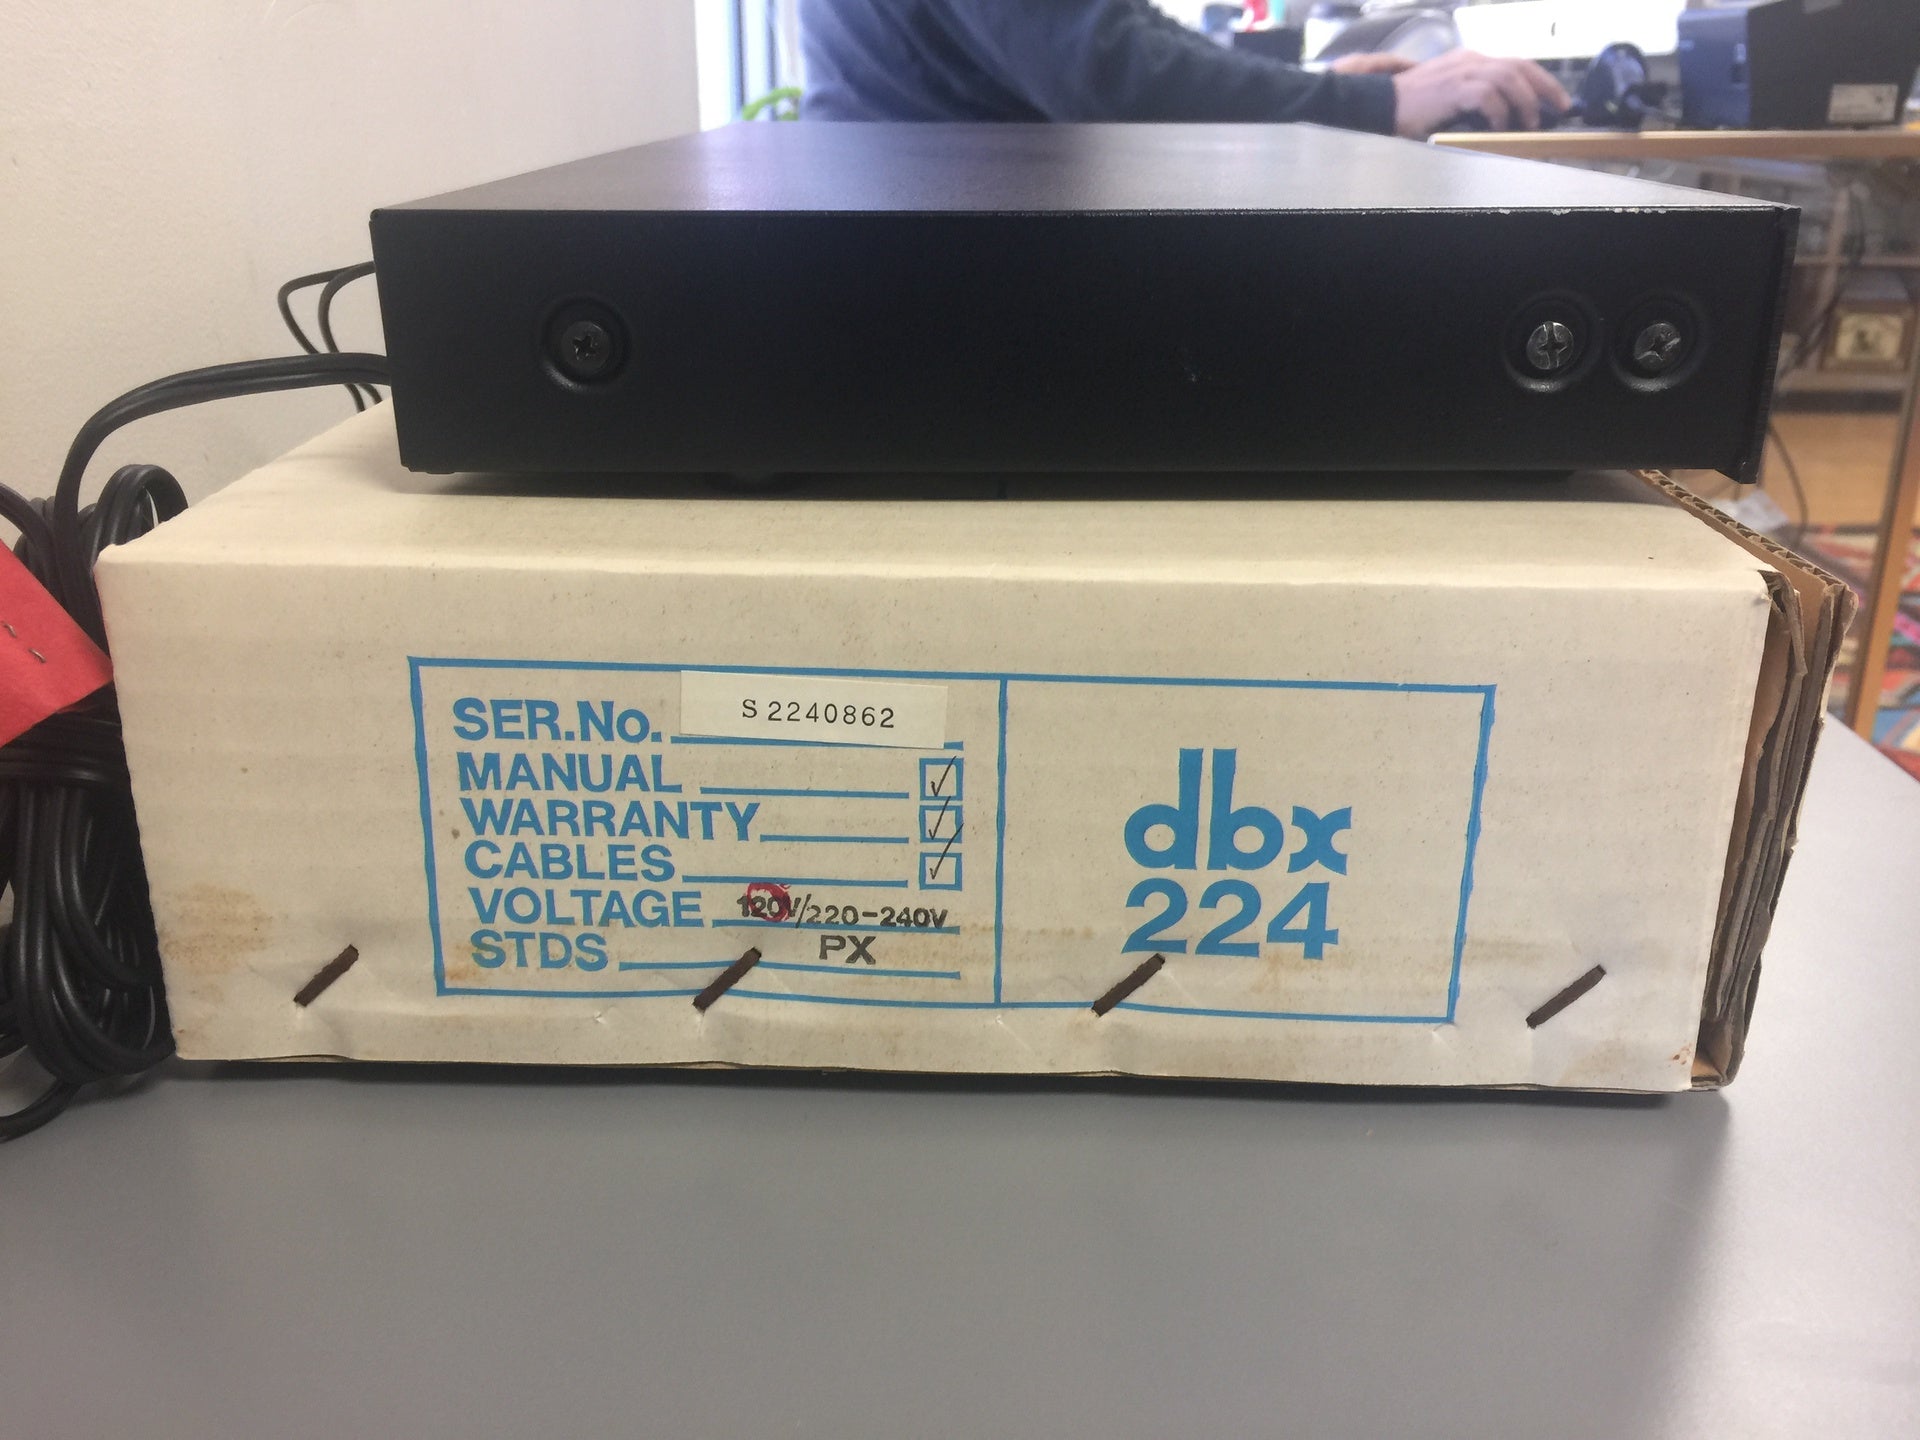 SER.No. S 2240862
MANUAL
WARRANTY
CABLES
VOLTAGE 120V/220-240V
STDS PX
dbx
224